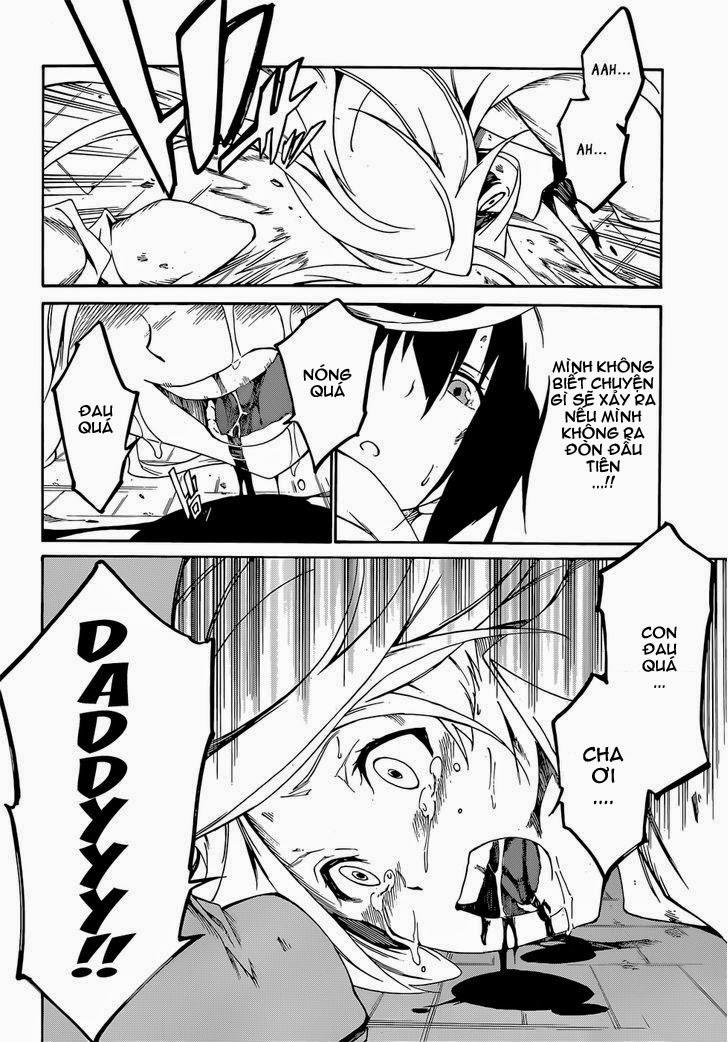 AAH...
AH...
MÌNH KHÔNG
BIẾT CHUYỆN
GÌ SẼ XẢY RA
NẾU MÌNH
KHÔNG RA
ĐÒN ĐẦU
TIÊN
...!!
NÓNG
QUÁ
ĐAU
QUÁ
CON
ĐAU
QUÁ
...
CHA
ƠI
....
DADDYYY!!